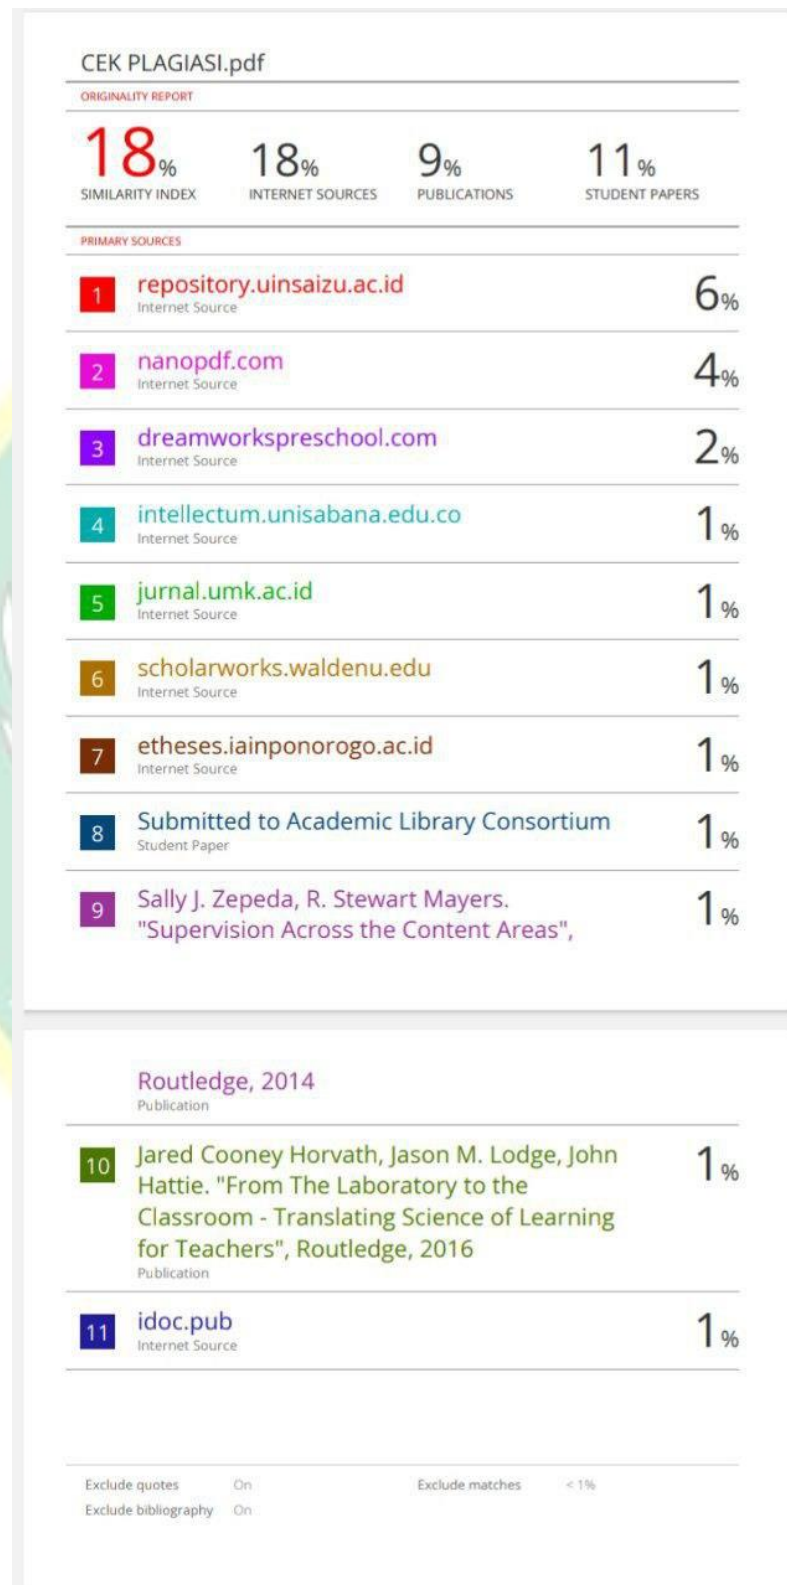 CEK PLAGIASI.pdf
ORIGINALITY REPORT
18% 18% 9% 11%
SIMILARITY INDEX INTERNET SOURCES PUBLICATIONS STUDENT PAPERS
PRIMARY SOURCES
1 repository.uinsaizu.ac.id 6%
Internet Source
2 nanopdf.com 4%
Internet Source
3 dreamworkspreschool.com 2%
Internet Source
4 intellectum.unisabana.edu.co 1%
Internet Source
5 jurnal.umk.ac.id 1%
Internet Source
6 scholarworks.waldenu.edu 1%
Internet Source
7 etheses.iainponorogo.ac.id 1%
Internet Source
8 Submitted to Academic Library Consortium 1%
Student Paper
9 Sally J. Zepeda, R. Stewart Mayers. 1%
"Supervision Across the Content Areas",
Routledge, 2014
Publication
10 Jared Cooney Horvath, Jason M. Lodge, John 1%
Hattie. "From The Laboratory to the
Classroom - Translating Science of Learning
for Teachers", Routledge, 2016
Publication
11 idoc.pub 1%
Internet Source
Exclude quotes On Exclude matches < 1%
Exclude bibliography On